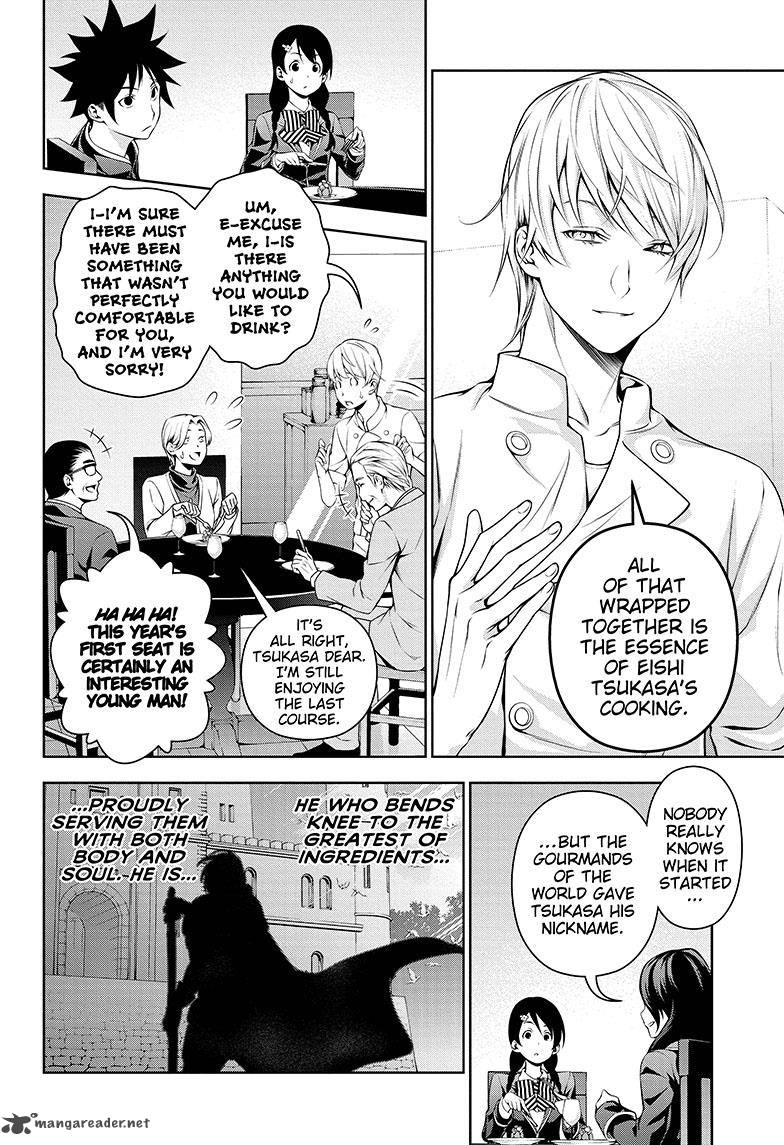 ALL
OF THAT
WRAPPED
TOGETHER IS
THE ESSENCE
OF EISHI
TSUKASA'S
COOKING.
UM,
E-EXCUSE
ME, I-IS
THERE
ANYTHING
YOU WOULD
LIKE TO
DRINK?
I-I'M SURE
THERE MUST
HAVE BEEN
SOMETHING
THAT WASN'T
PERFECTLY
COMFORTABLE
FOR YOU,
AND I'M VERY
SORRY!
IT'S
ALL RIGHT,
TSUKASA DEAR.
I'M STILL
ENJOYING
THE LAST
COURSE.
HA HA HA!
THIS YEAR'S
FIRST SEAT IS
CERTAINLY AN
INTERESTING
YOUNG MAN!
NOBODY
REALLY
KNOWS
WHEN IT
STARTED
...
...BUT THE
GOURMANDS
OF THE
WORLD GAVE
TSUKASA HIS
NICKNAME.
HE WHO BENDS
KNEE TO THE
GREATEST OF
INGREDIENTS...
...PROUDLY
SERVING THEM
WITH BOTH
BODY AND
SOUL. HE IS...
mangareader.net